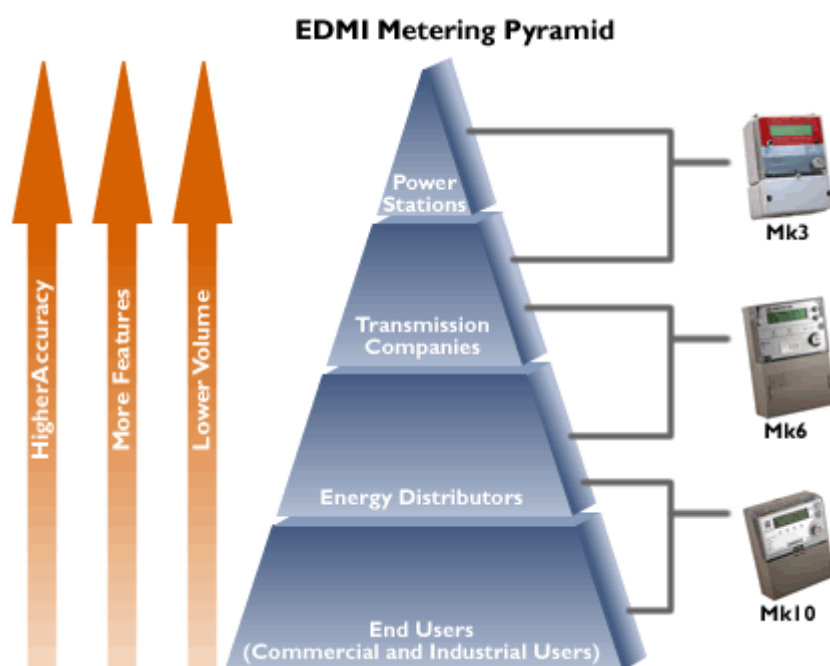 EDMI Metering Pyramid
HigherAccuracy
More Features
Lower Volume
Power
Stations
Transmission
Companies
Energy Distributors
End Users
(Commercial and Industrial Users)
Mk3
Mk6
Mk10